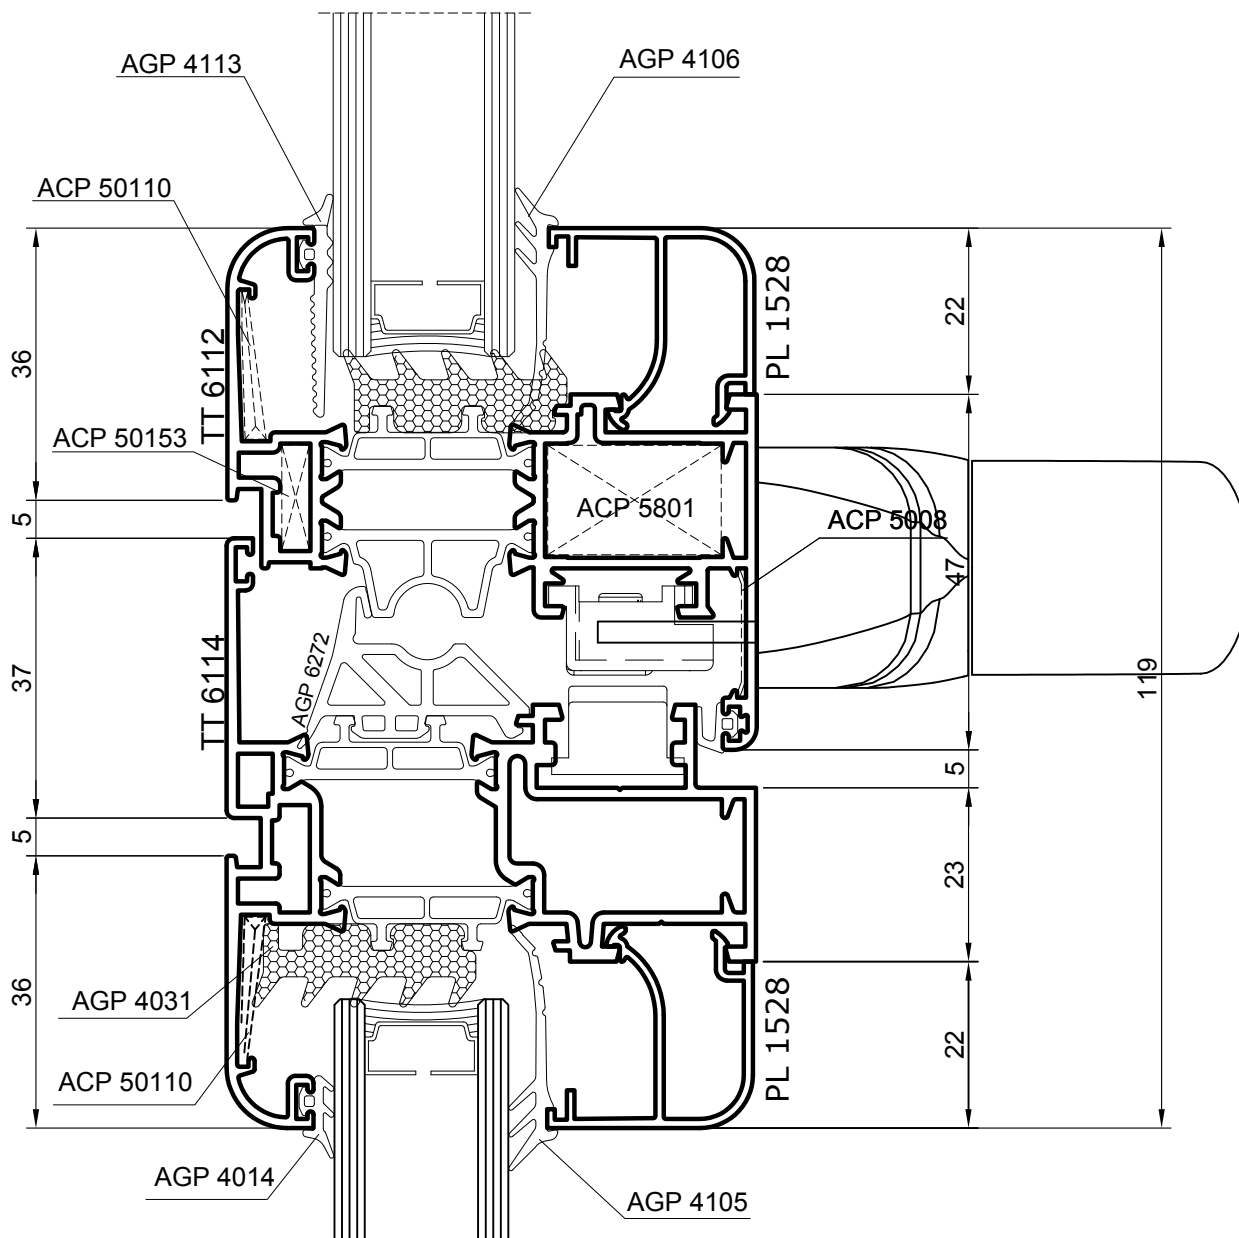 AGP 4113
AGP 4106
ACP 50110
PL 1528
22
TT 6112
36
ACP 50153
ACP 5801
5
ACP 5008
47
TT 6114
AGP 6272
37
119
5
5
23
36
AGP 4031
PL 1528
22
ACP 50110
AGP 4014
AGP 4105